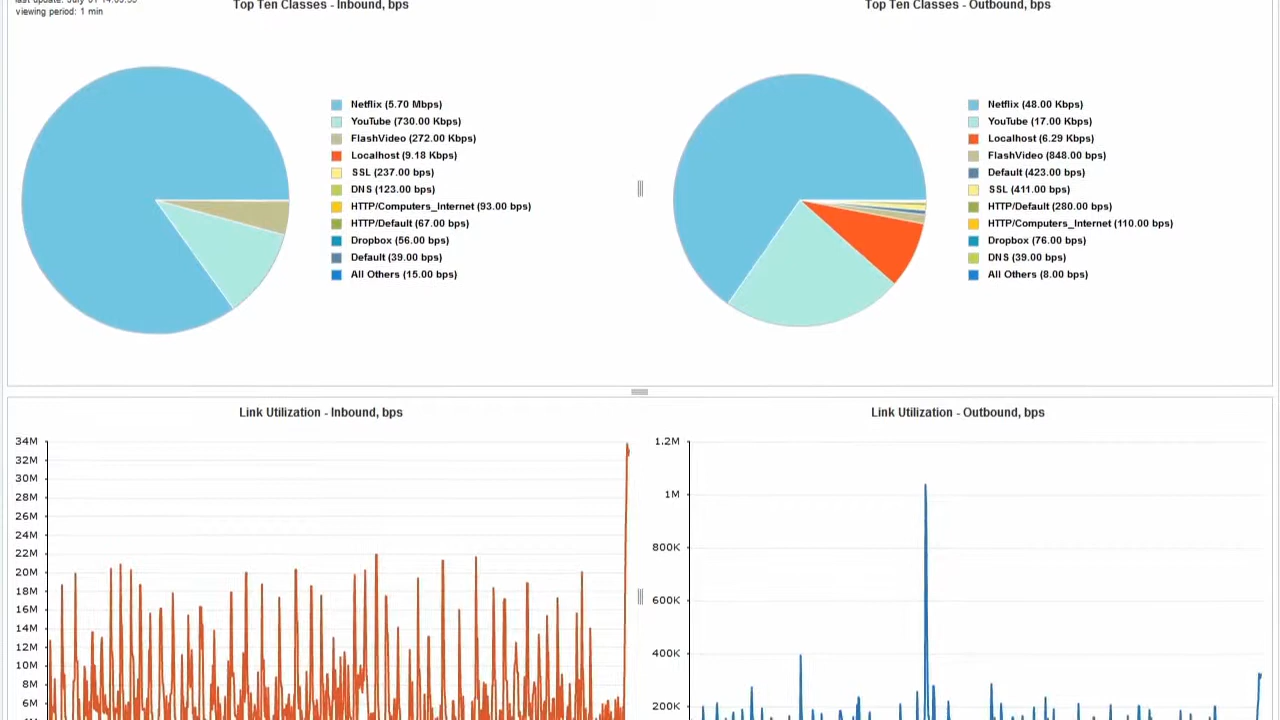 viewing period: 1 min
Top Ten Classes - Inbound, bps
Netflix (5.70 Mbps)
YouTube (730.00 Kbps)
FlashVideo (272.00 Kbps)
Localhost (9.18 Kbps)
SSL (237.00 bps)
DNS (123.00 bps)
HTTP/Computers_Internet (93.00 bps)
HTTP/Default (67.00 bps)
Dropbox (56.00 bps)
Default (39.00 bps)
All Others (15.00 bps)
Top Ten Classes - Outbound, bps
Netflix (48.00 Kbps)
YouTube (17.00 Kbps)
Localhost (6.29 Kbps)
FlashVideo (848.00 bps)
Default (423.00 bps)
SSL (411.00 bps)
HTTP/Default (280.00 bps)
HTTP/Computers_Internet (110.00 bps)
Dropbox (76.00 bps)
DNS (39.00 bps)
All Others (8.00 bps)
Link Utilization - Inbound, bps
34M
32M
30M
28M
26M
24M
22M
20M
18M
16M
14M
12M
10M
8M
6M
Link Utilization - Outbound, bps
1.2M
1M
800K
600K
400K
200K